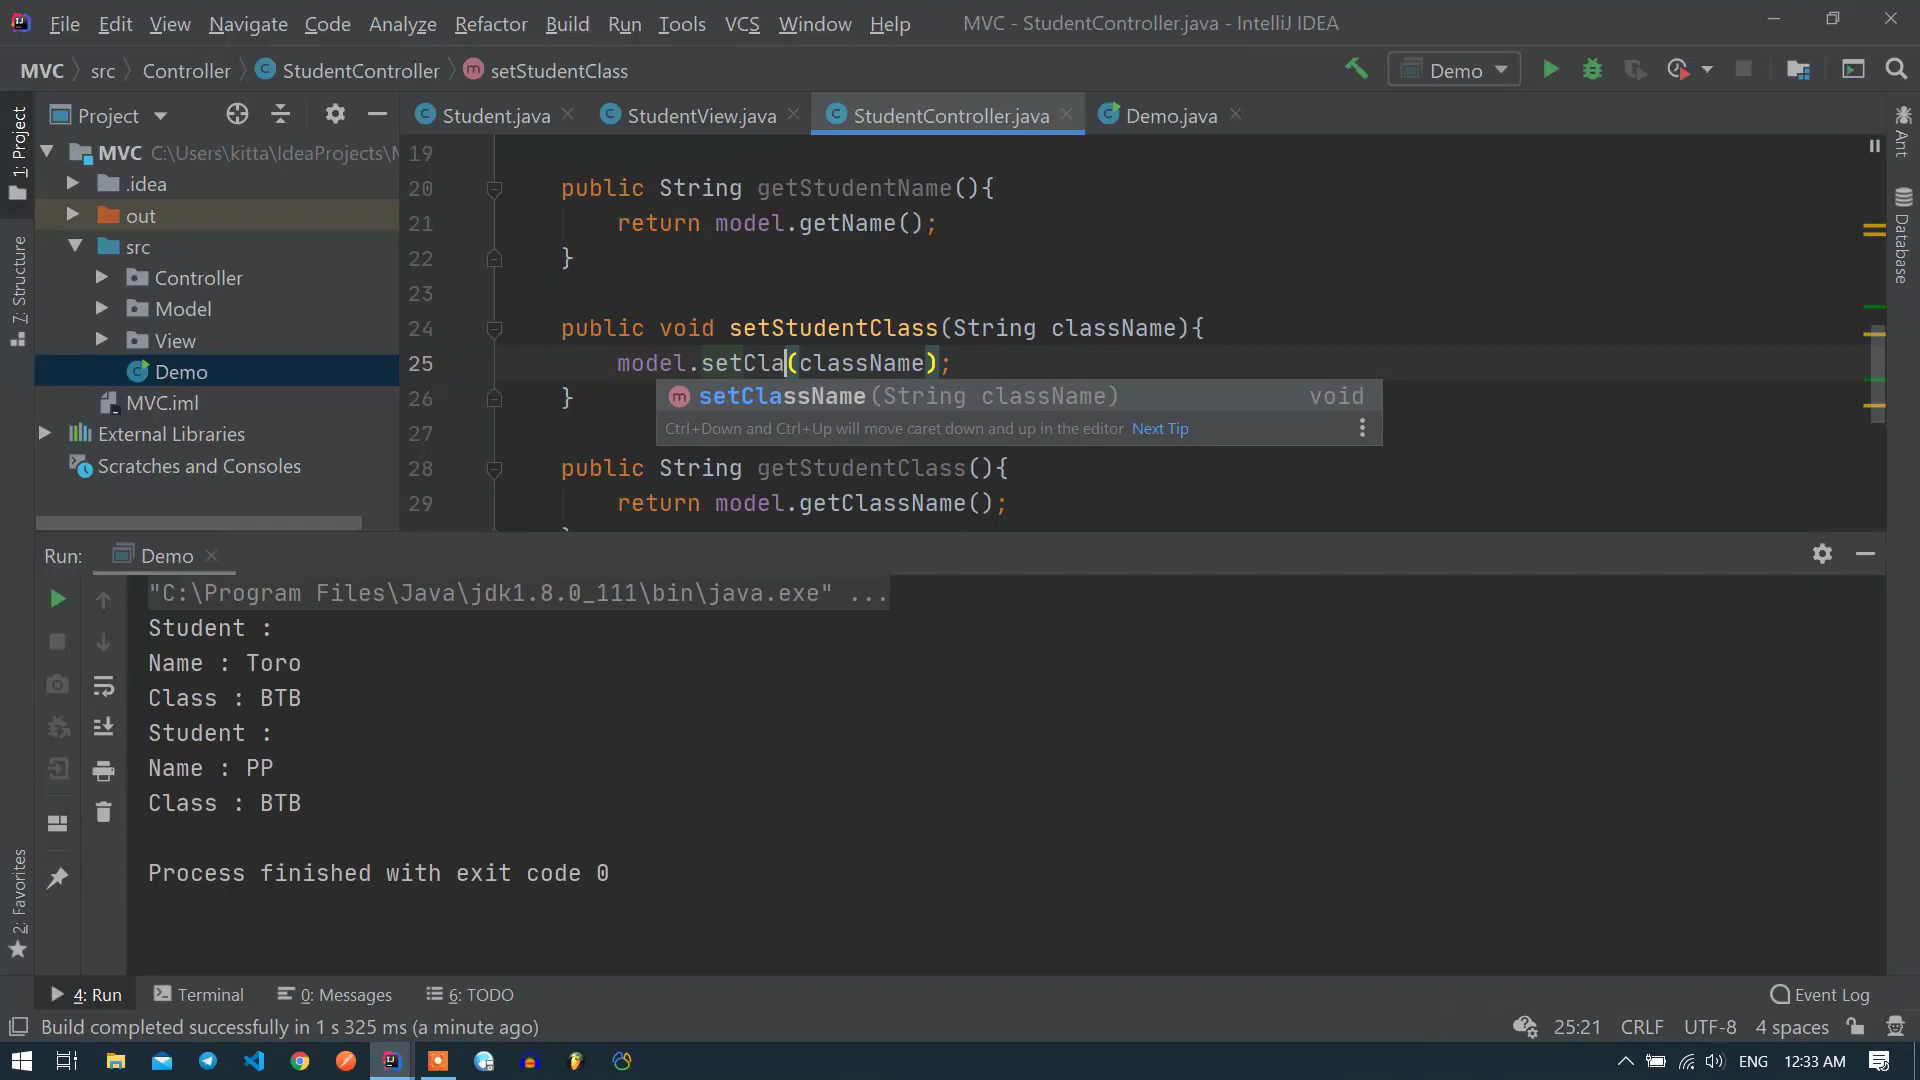 File Edit View Navigate Code Analyze Refactor Build Run Tools VCS Window Help MVC - StudentController.java - IntelliJ IDEA
MVC src Controller StudentController setStudentClass Demo
Project
Student.java StudentView.java StudentController.java Demo.java
1: Project
7: Structure
2: Favorites
MVC C:\Users\kitta\IdeaProjects\M
.idea
out
src
Controller
Model
View
Demo
MVC.iml
External Libraries
Scratches and Consoles
19
20 public String getStudentName(){
21 return model.getName();
22 }
23
24 public void setStudentClass(String className){
25 model.setCla(className);
26 }
setClassName(String className) void
Ctrl+Down and Ctrl+Up will move caret down and up in the editor Next Tip
27
28 public String getStudentClass(){
29 return model.getClassName();
Ant
Database
Run: Demo
"C:\Program Files\Java\jdk1.8.0_111\bin\java.exe" ...
Student :
Name : Toro
Class : BTB
Student :
Name : PP
Class : BTB
Process finished with exit code 0
4: Run Terminal 0: Messages 6: TODO Event Log
Build completed successfully in 1 s 325 ms (a minute ago) 25:21 CRLF UTF-8 4 spaces
ENG 12:33 AM